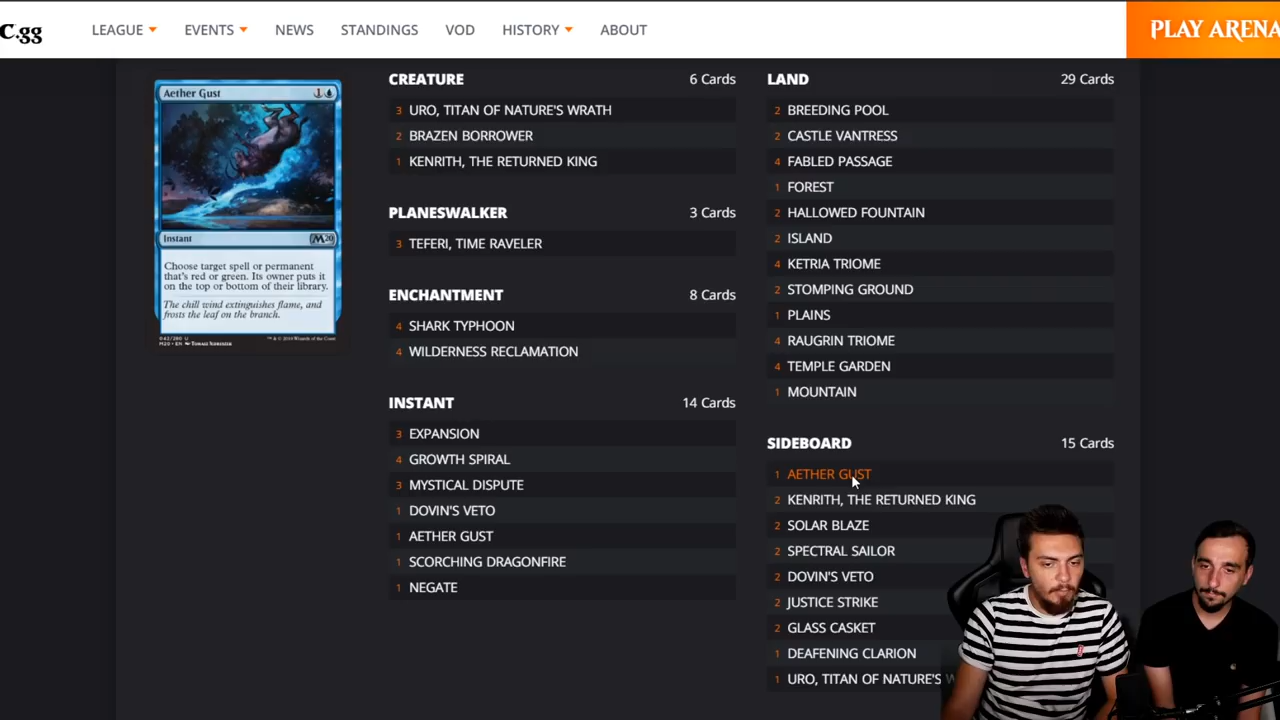 C.gg
LEAGUE
EVENTS
NEWS
STANDINGS
VOD
HISTORY
ABOUT
PLAY ARENA
Aether Gust
1
Instant
M20
Choose target spell or permanent
that's red or green. Its owner puts it
on the top or bottom of their library.
The chill wind extinguishes flame, and
frosts the leaf on the branch.
042/280 U
CREATURE 6 Cards
3 URO, TITAN OF NATURE'S WRATH
2 BRAZEN BORROWER
1 KENRITH, THE RETURNED KING
PLANESWALKER 3 Cards
3 TEFERI, TIME RAVELER
ENCHANTMENT 8 Cards
4 SHARK TYPHOON
4 WILDERNESS RECLAMATION
INSTANT 14 Cards
3 EXPANSION
4 GROWTH SPIRAL
3 MYSTICAL DISPUTE
1 DOVIN'S VETO
1 AETHER GUST
1 SCORCHING DRAGONFIRE
1 NEGATE
LAND 29 Cards
2 BREEDING POOL
2 CASTLE VANTRESS
4 FABLED PASSAGE
1 FOREST
2 HALLOWED FOUNTAIN
2 ISLAND
4 KETRIA TRIOME
2 STOMPING GROUND
1 PLAINS
4 RAUGRIN TRIOME
4 TEMPLE GARDEN
1 MOUNTAIN
SIDEBOARD 15 Cards
1 AETHER GUST
2 KENRITH, THE RETURNED KING
2 SOLAR BLAZE
2 SPECTRAL SAILOR
2 DOVIN'S VETO
2 JUSTICE STRIKE
2 GLASS CASKET
1 DEAFENING CLARION
1 URO, TITAN OF NATURE'S W